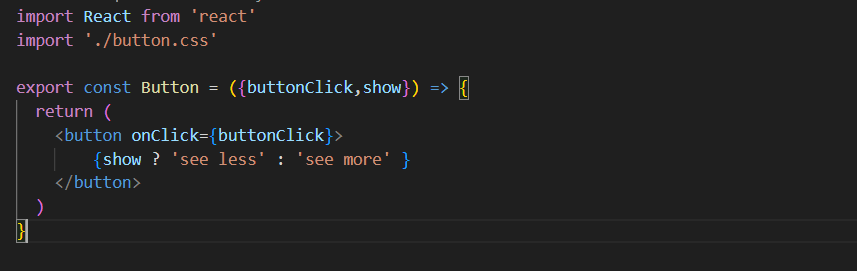 import React from 'react'
import './button.css'
export const Button = ({buttonClick,show}) => {
return (
<button onClick={buttonClick}>
{show ? 'see less' : 'see more' }
</button>
)
}